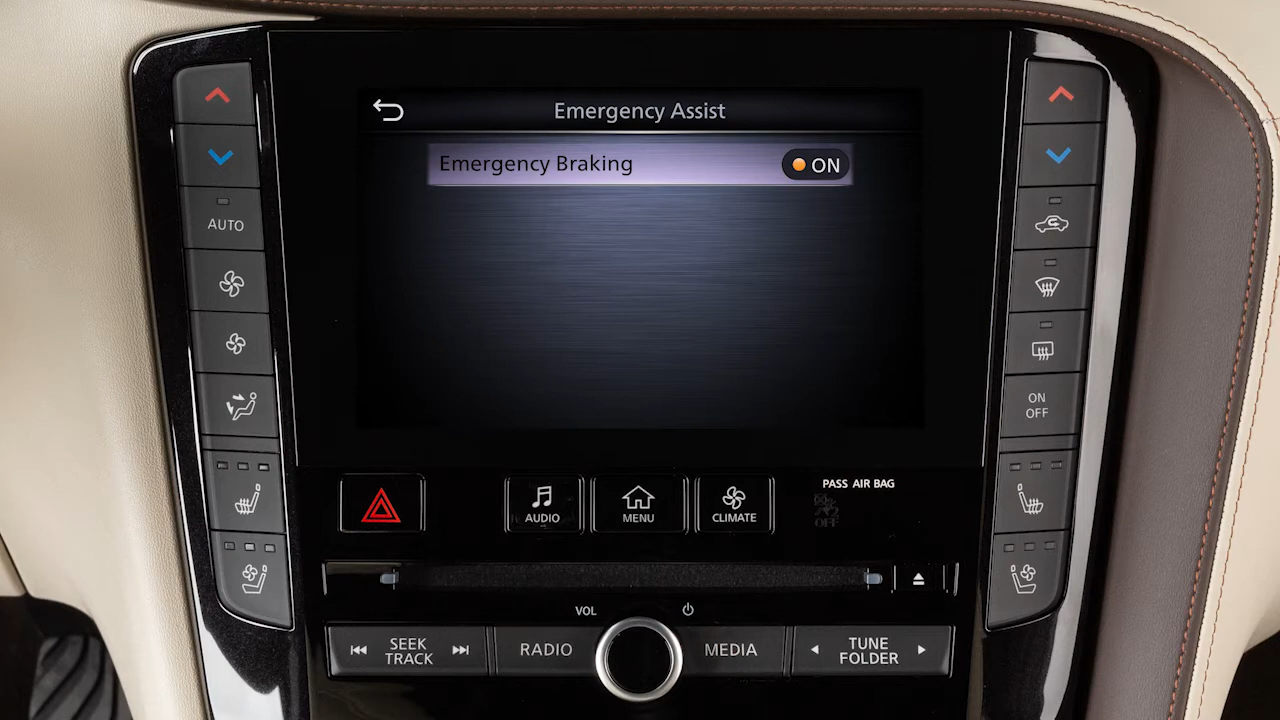 Emergency Assist
Emergency Braking
ON
AUTO
ON
OFF
PASS AIR BAG
OFF
AUDIO
MENU
CLIMATE
VOL
SEEK
TRACK
RADIO
MEDIA
TUNE
FOLDER